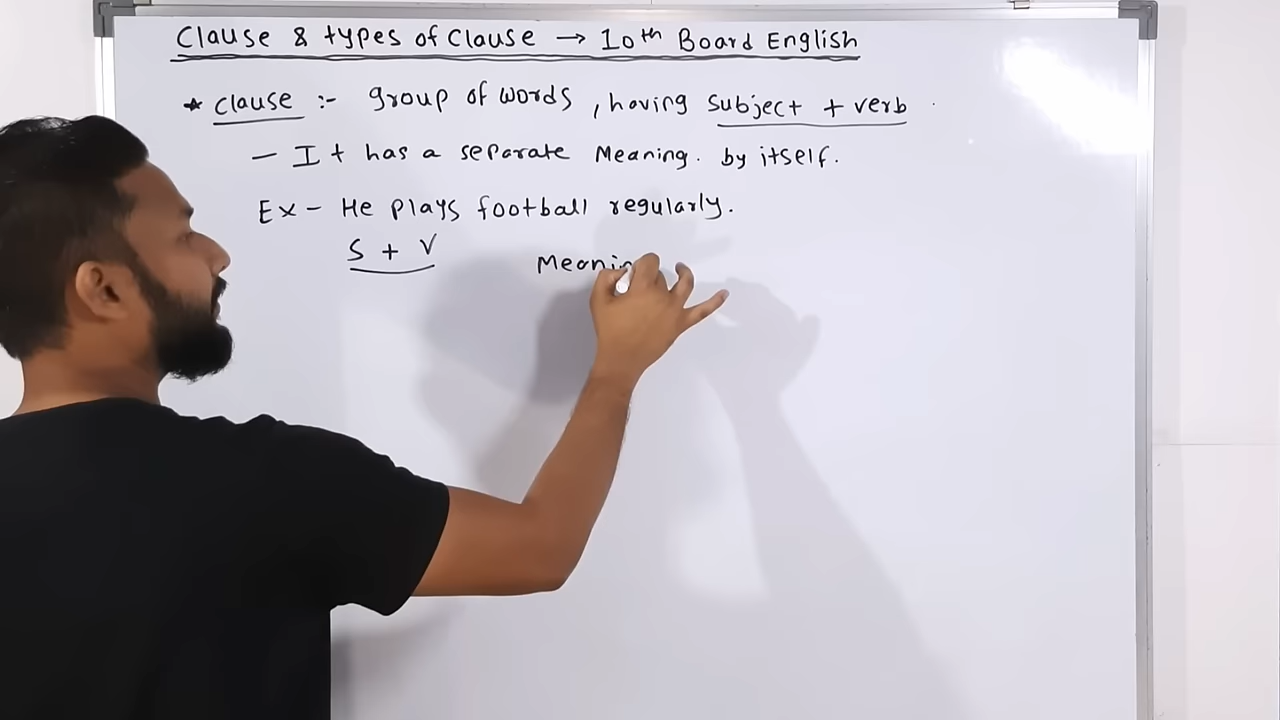 Clause & types of Clause → 10th Board English
* Clause :- group of words, having subject + verb
- It has a separate Meaning. by itself.
Ex - He plays football regularly.
S + V